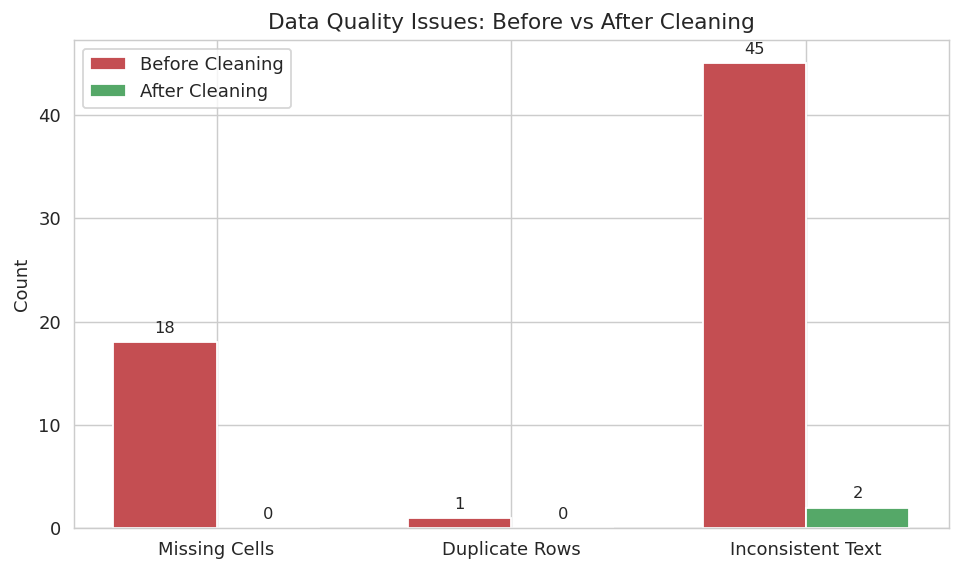 Data Quality Issues: Before vs After Cleaning
Before Cleaning
After Cleaning
Count
40
30
20
10
0
18
0
1
0
45
2
Missing Cells
Duplicate Rows
Inconsistent Text